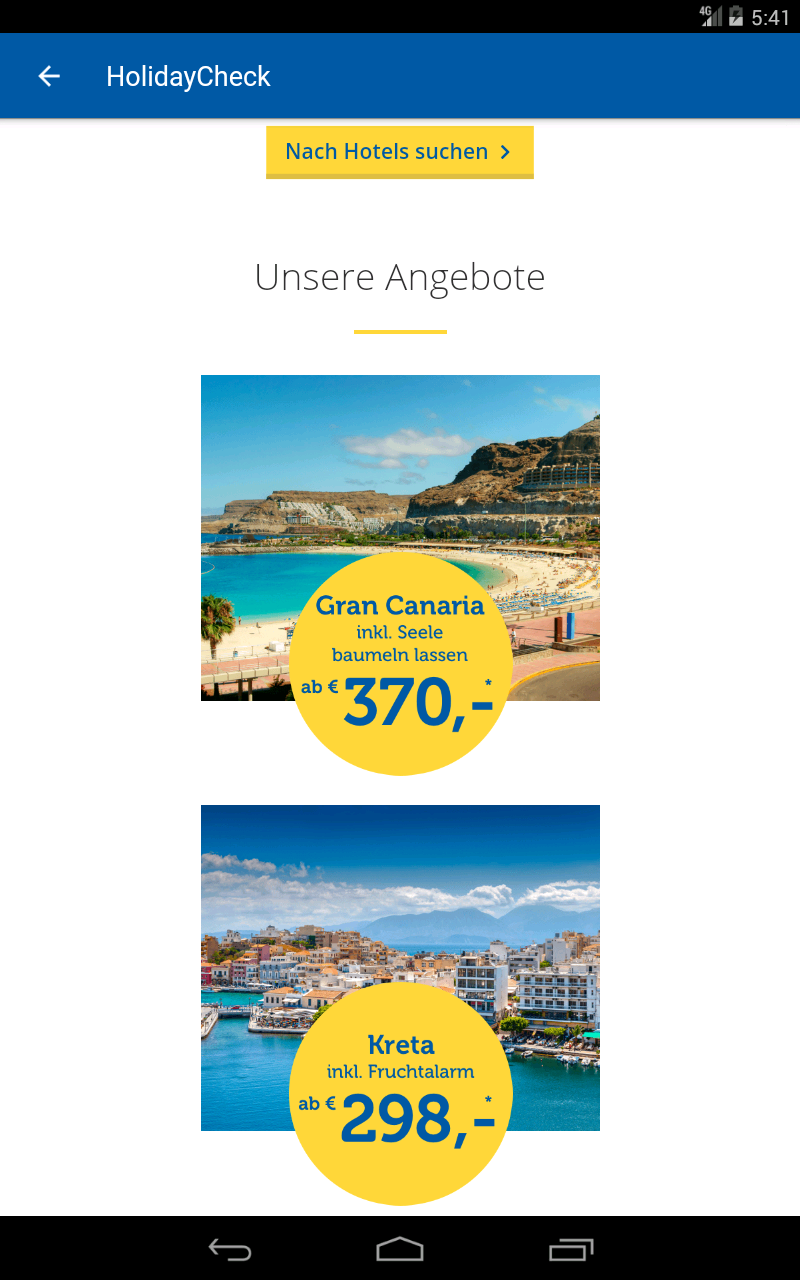 4G 5:41
HolidayCheck
Nach Hotels suchen
Unsere Angebote
Gran Canaria
inkl. Seele
baumeln lassen
ab € 370,-*
Kreta
inkl. Fruchtalarm
ab € 298,-*